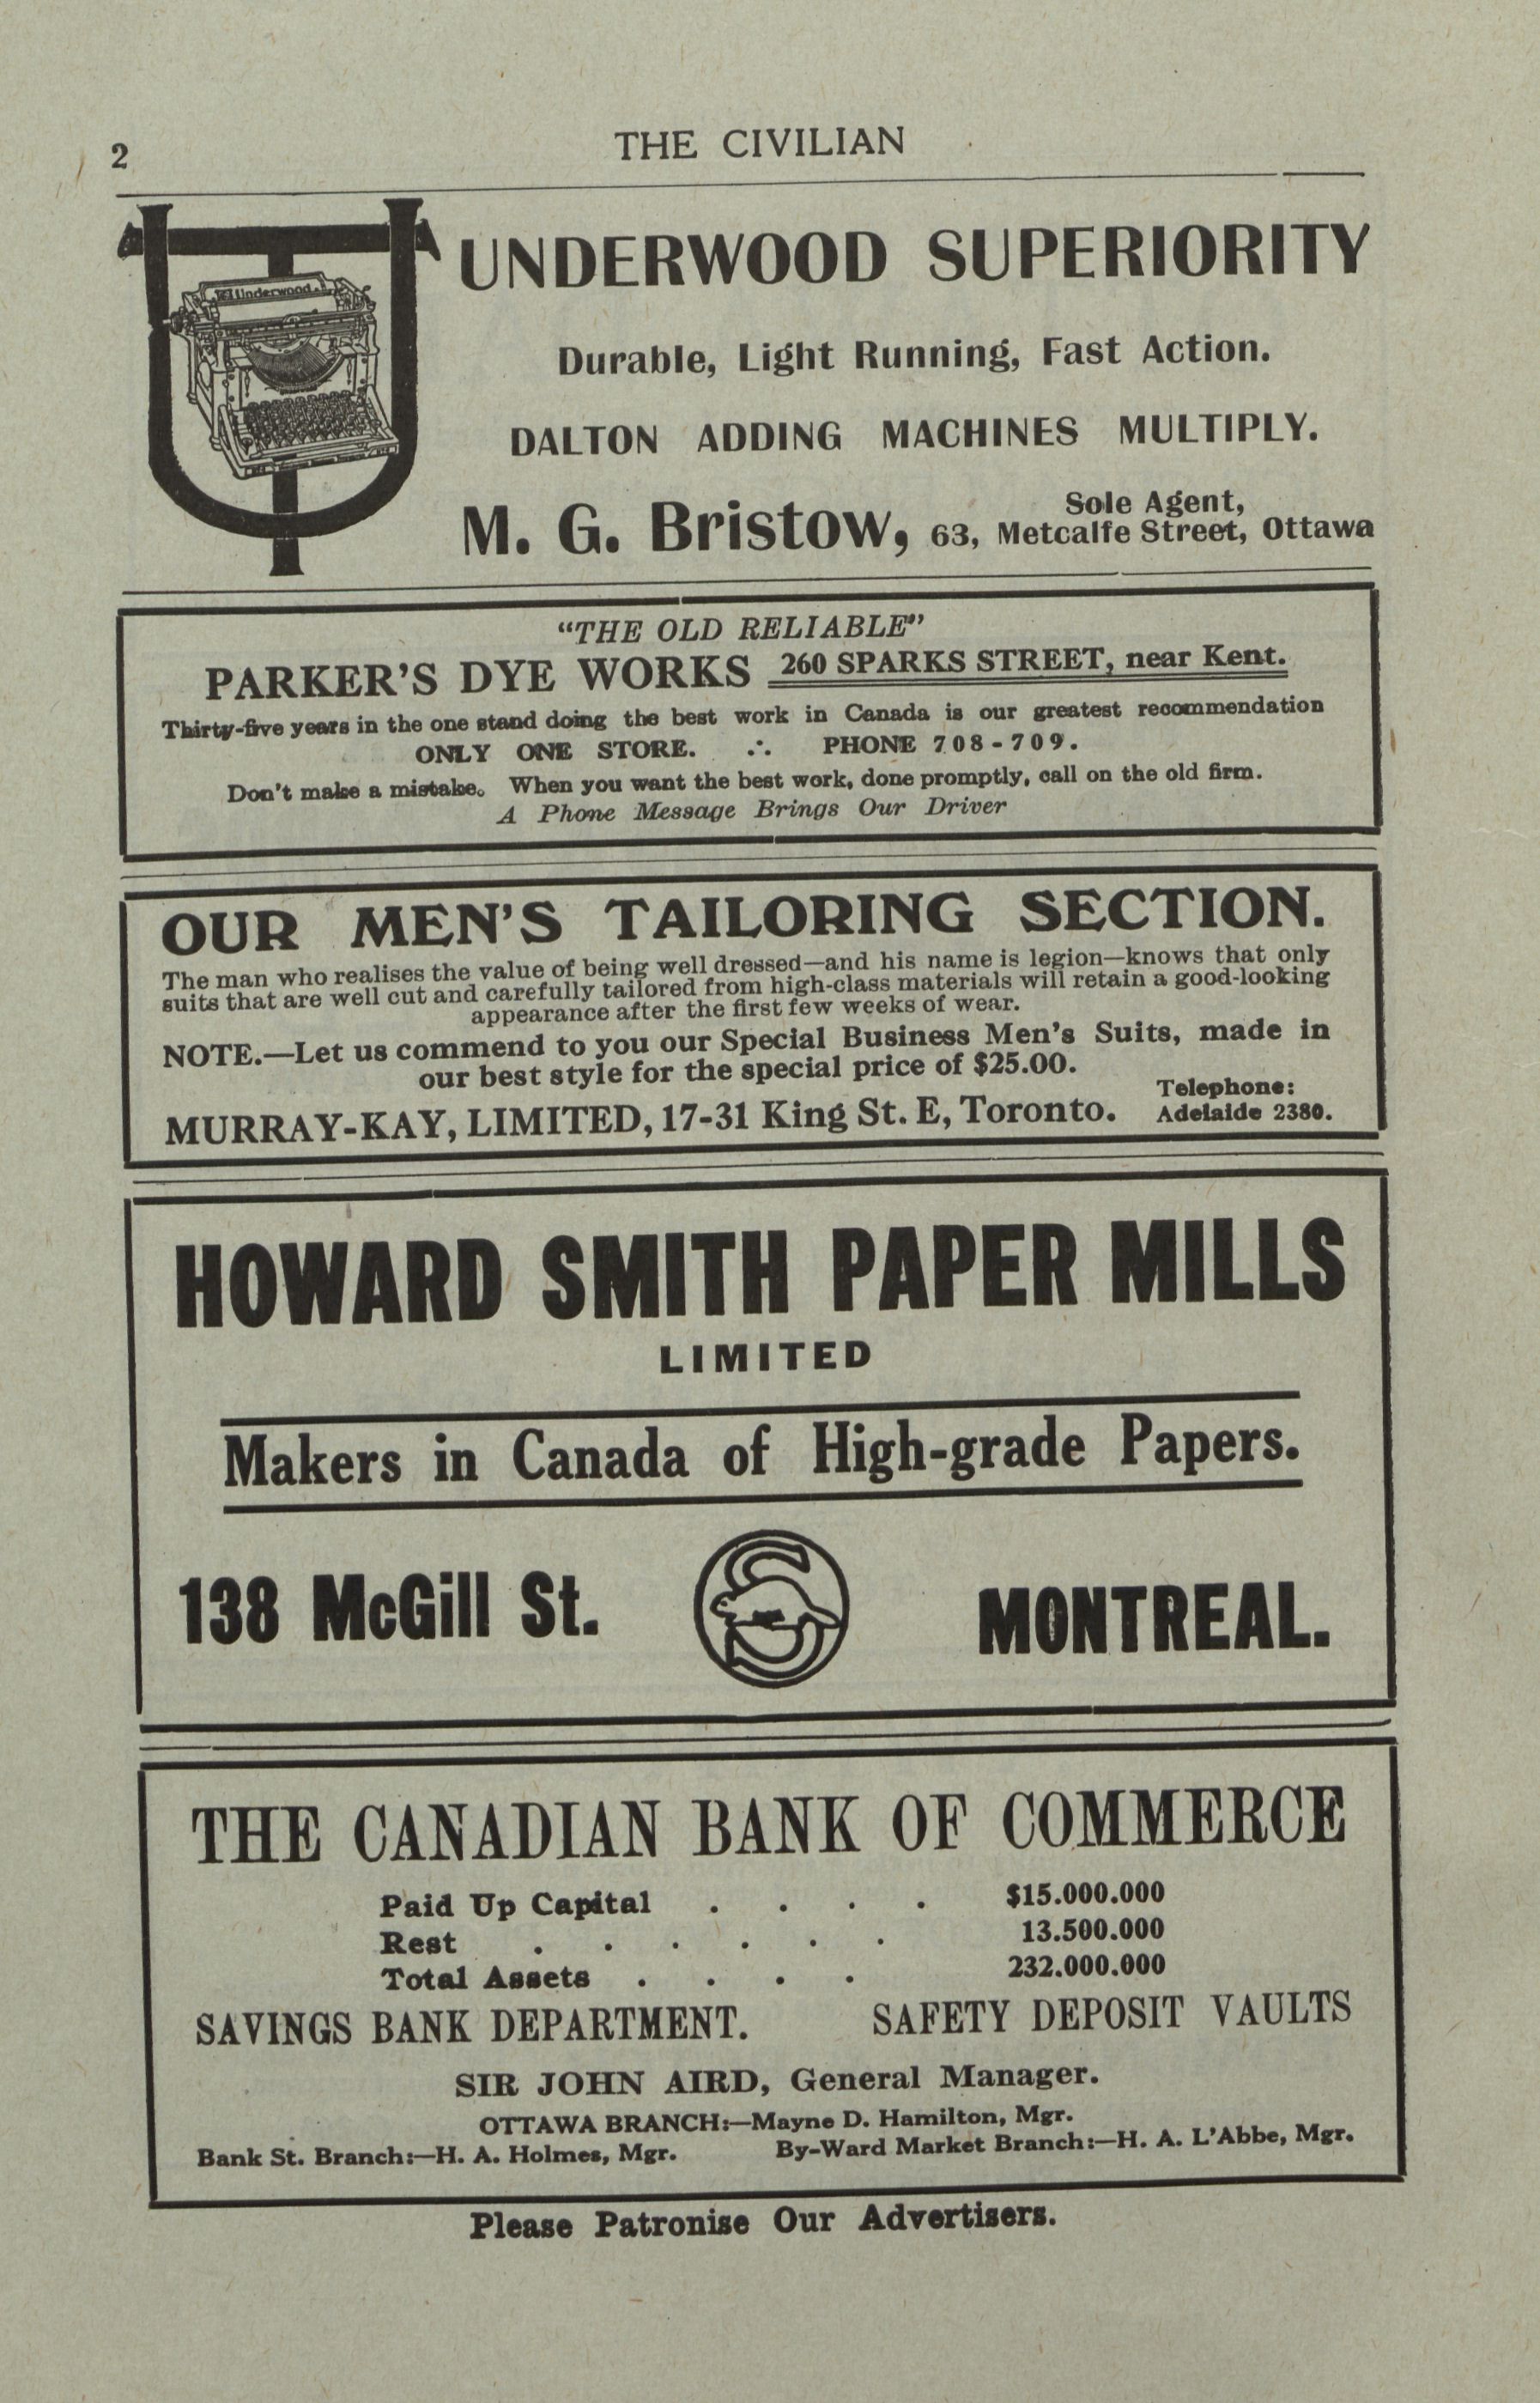 2
THE CIVILIAN
Underwood
UNDERWOOD SUPERIORITY
Durable, Light Running, Fast Action.
DALTON ADDING MACHINES MULTIPLY.
M. G. Bristow, 63, Metcalfe Street, Ottawa
Sole Agent,
"THE OLD RELIABLE"
PARKER'S DYE WORKS 260 SPARKS STREET, near Kent.
Thirty-five years in the one stand doing the best work in Canada is our greatest recommendation
ONLY ONE STORE. ∴ PHONE 708-709.
Don't make a mistake. When you want the best work, done promptly, call on the old firm.
A Phone Message Brings Our Driver
OUR MEN'S TAILORING SECTION.
The man who realises the value of being well dressed—and his name is legion—knows that only
suits that are well cut and carefully tailored from high-class materials will retain a good-looking
appearance after the first few weeks of wear.
NOTE.—Let us commend to you our Special Business Men's Suits, made in
our best style for the special price of $25.00.
MURRAY-KAY, LIMITED, 17-31 King St. E, Toronto.
Telephone:
Adelaide 2380.
HOWARD SMITH PAPER MILLS
LIMITED
Makers in Canada of High-grade Papers.
138 McGill St. MONTREAL.
THE CANADIAN BANK OF COMMERCE
Paid Up Capital . . . . $15.000.000
Rest . . . . . . 13.500.000
Total Assets . . . . 232.000.000
SAVINGS BANK DEPARTMENT. SAFETY DEPOSIT VAULTS
SIR JOHN AIRD, General Manager.
OTTAWA BRANCH:—Mayne D. Hamilton, Mgr.
Bank St. Branch:—H. A. Holmes, Mgr. By-Ward Market Branch:—H. A. L'Abbe, Mgr.
Please Patronise Our Advertisers.